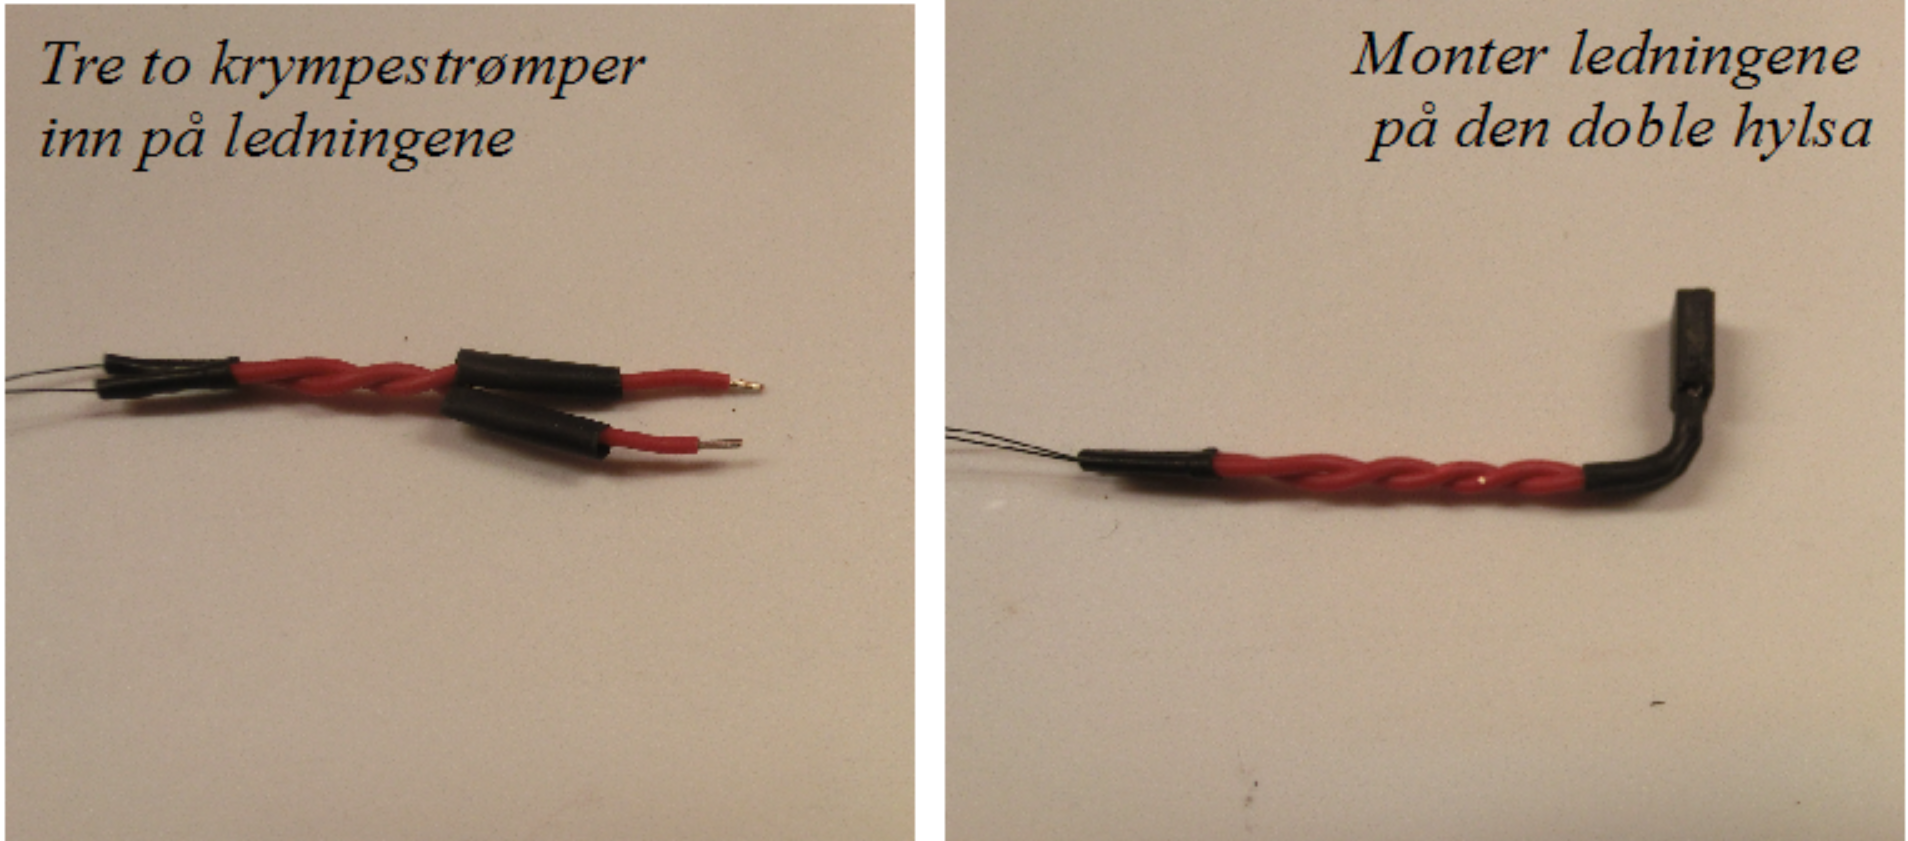 Tre to krympestrømper
inn på ledningene
Monter ledningene
på den doble hylsa